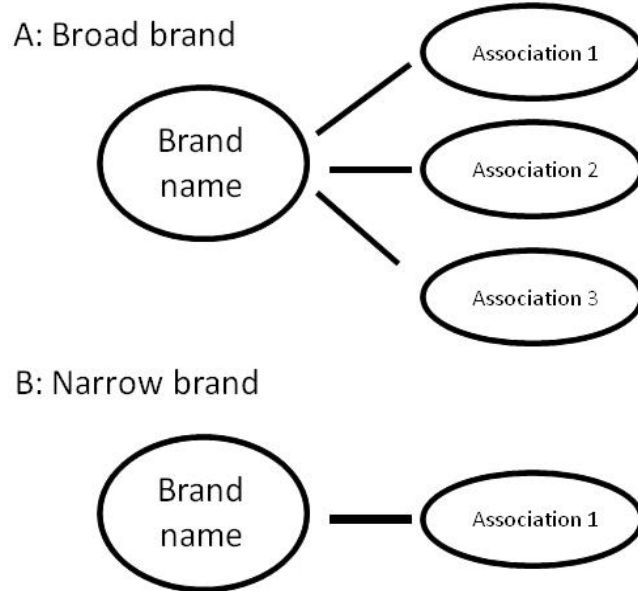 A: Broad brand
Brand
name
Association 1
Association 2
Association 3
B: Narrow brand
Brand
name
Association 1